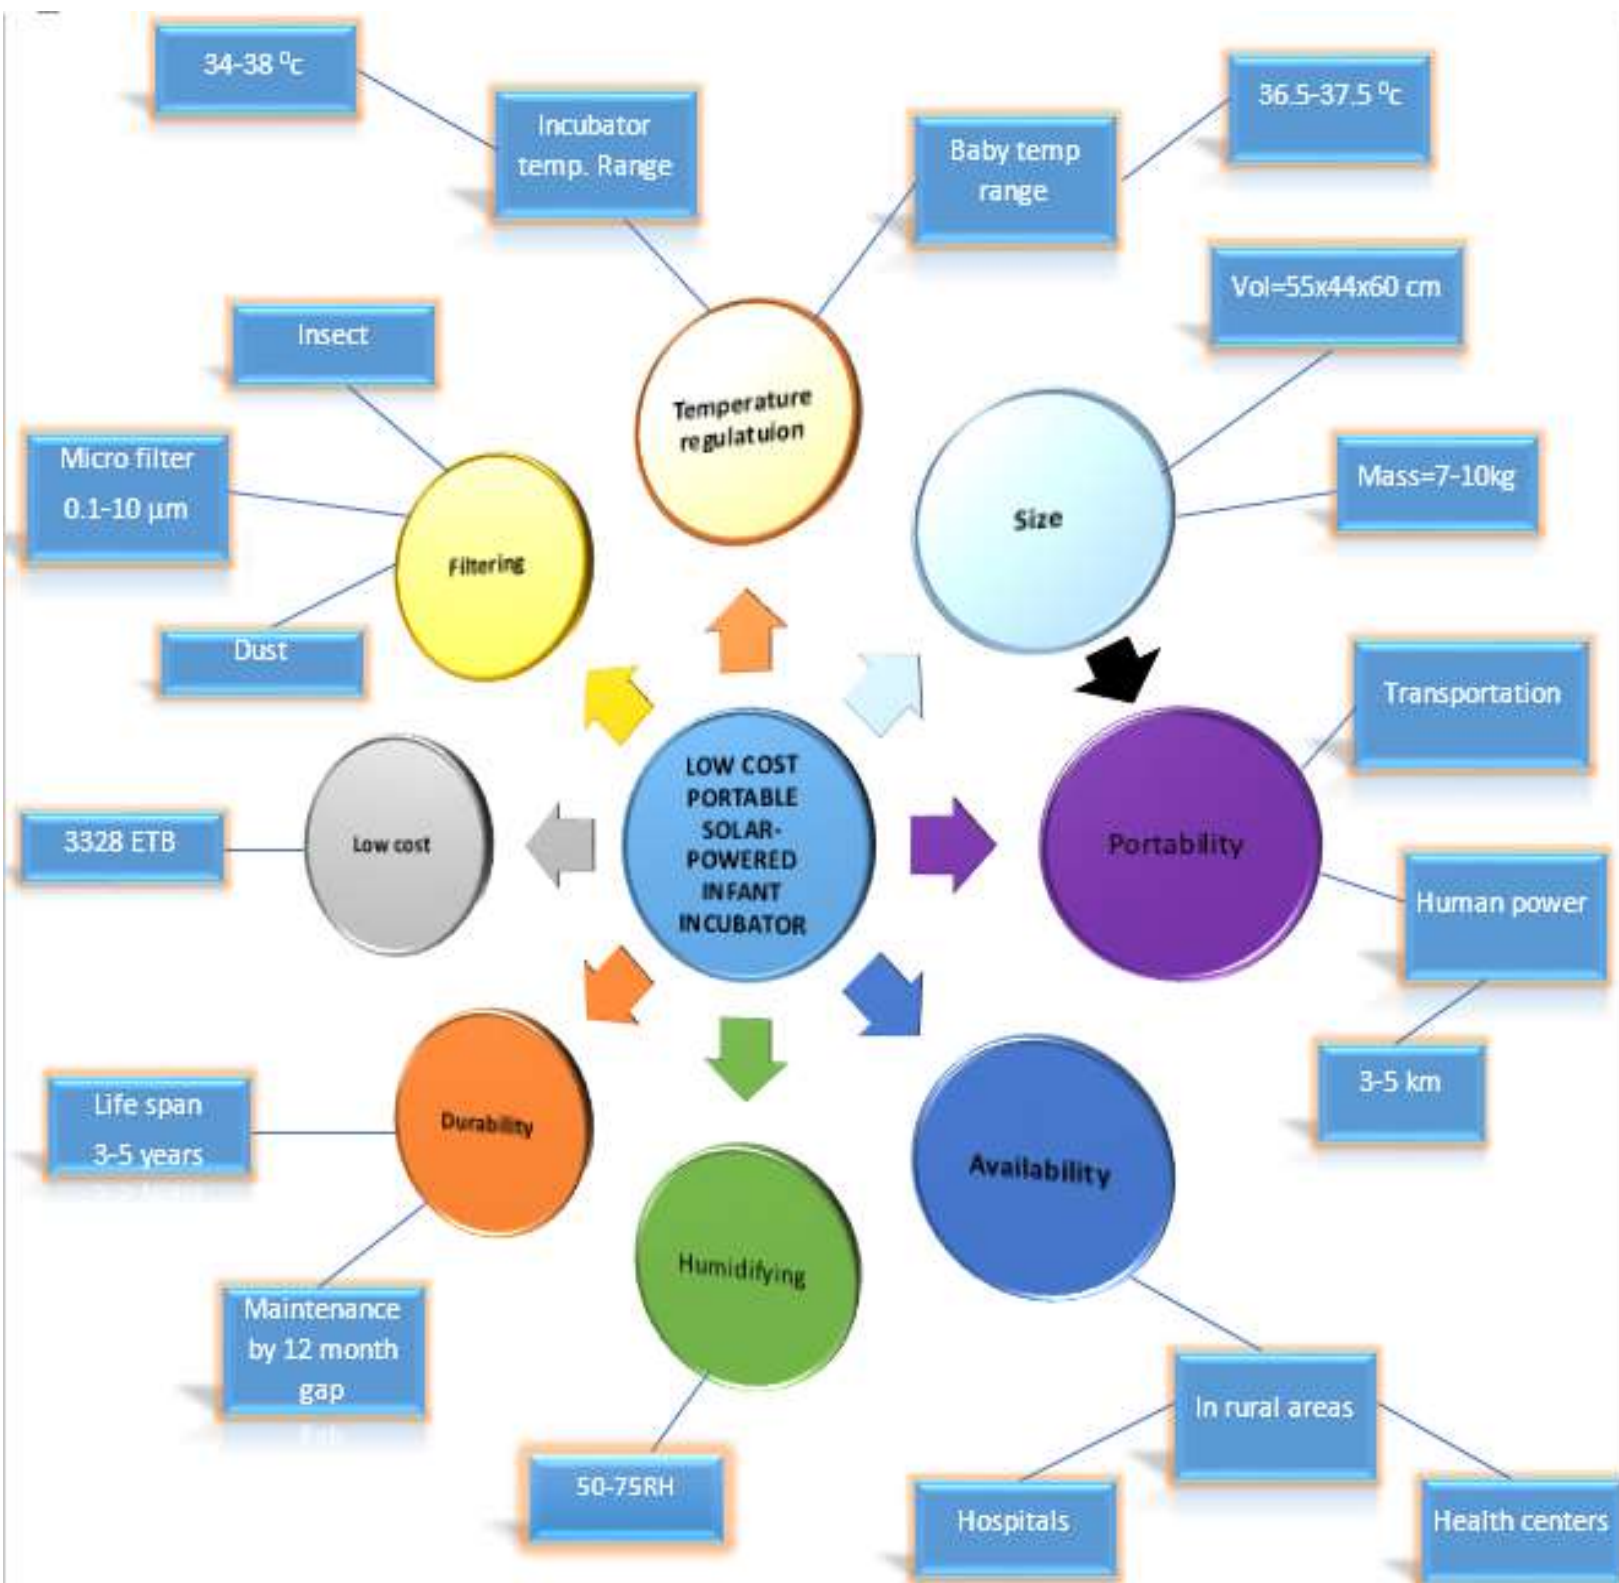 34-38 ⁰c
Incubator
temp. Range
Baby temp
range
36.5-37.5 ⁰c
Vol=55x44x60 cm
Insect
Micro filter
0.1-10 µm
Dust
Filtering
Temperature
regulatuion
Size
Mass=7-10kg
Transportation
LOW COST
PORTABLE
SOLAR-
POWERED
INFANT
INCUBATOR
Portability
Low cost
3328 ETB
Human power
3-5 km
Life span
3-5 years
Durability
Availability
Maintenance
by 12 month
gap
Humidifying
50-75RH
In rural areas
Hospitals
Health centers